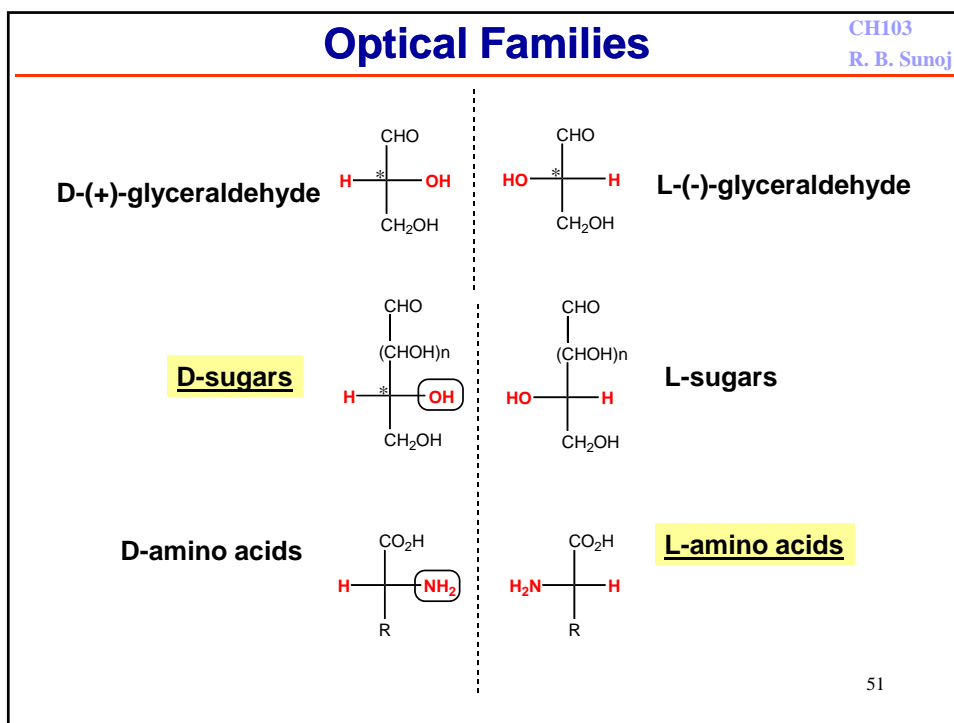 Optical Families
CH103
R. B. Sunoj
D-(+)-glyceraldehyde
CHO
H * OH
CH₂OH
CHO
HO * H
CH₂OH
L-(-)-glyceraldehyde
D-sugars
CHO
(CHOH)n
H * OH
CH₂OH
CHO
(CHOH)n
HO H
CH₂OH
L-sugars
D-amino acids
CO₂H
H NH₂
R
CO₂H
H₂N H
R
L-amino acids
51